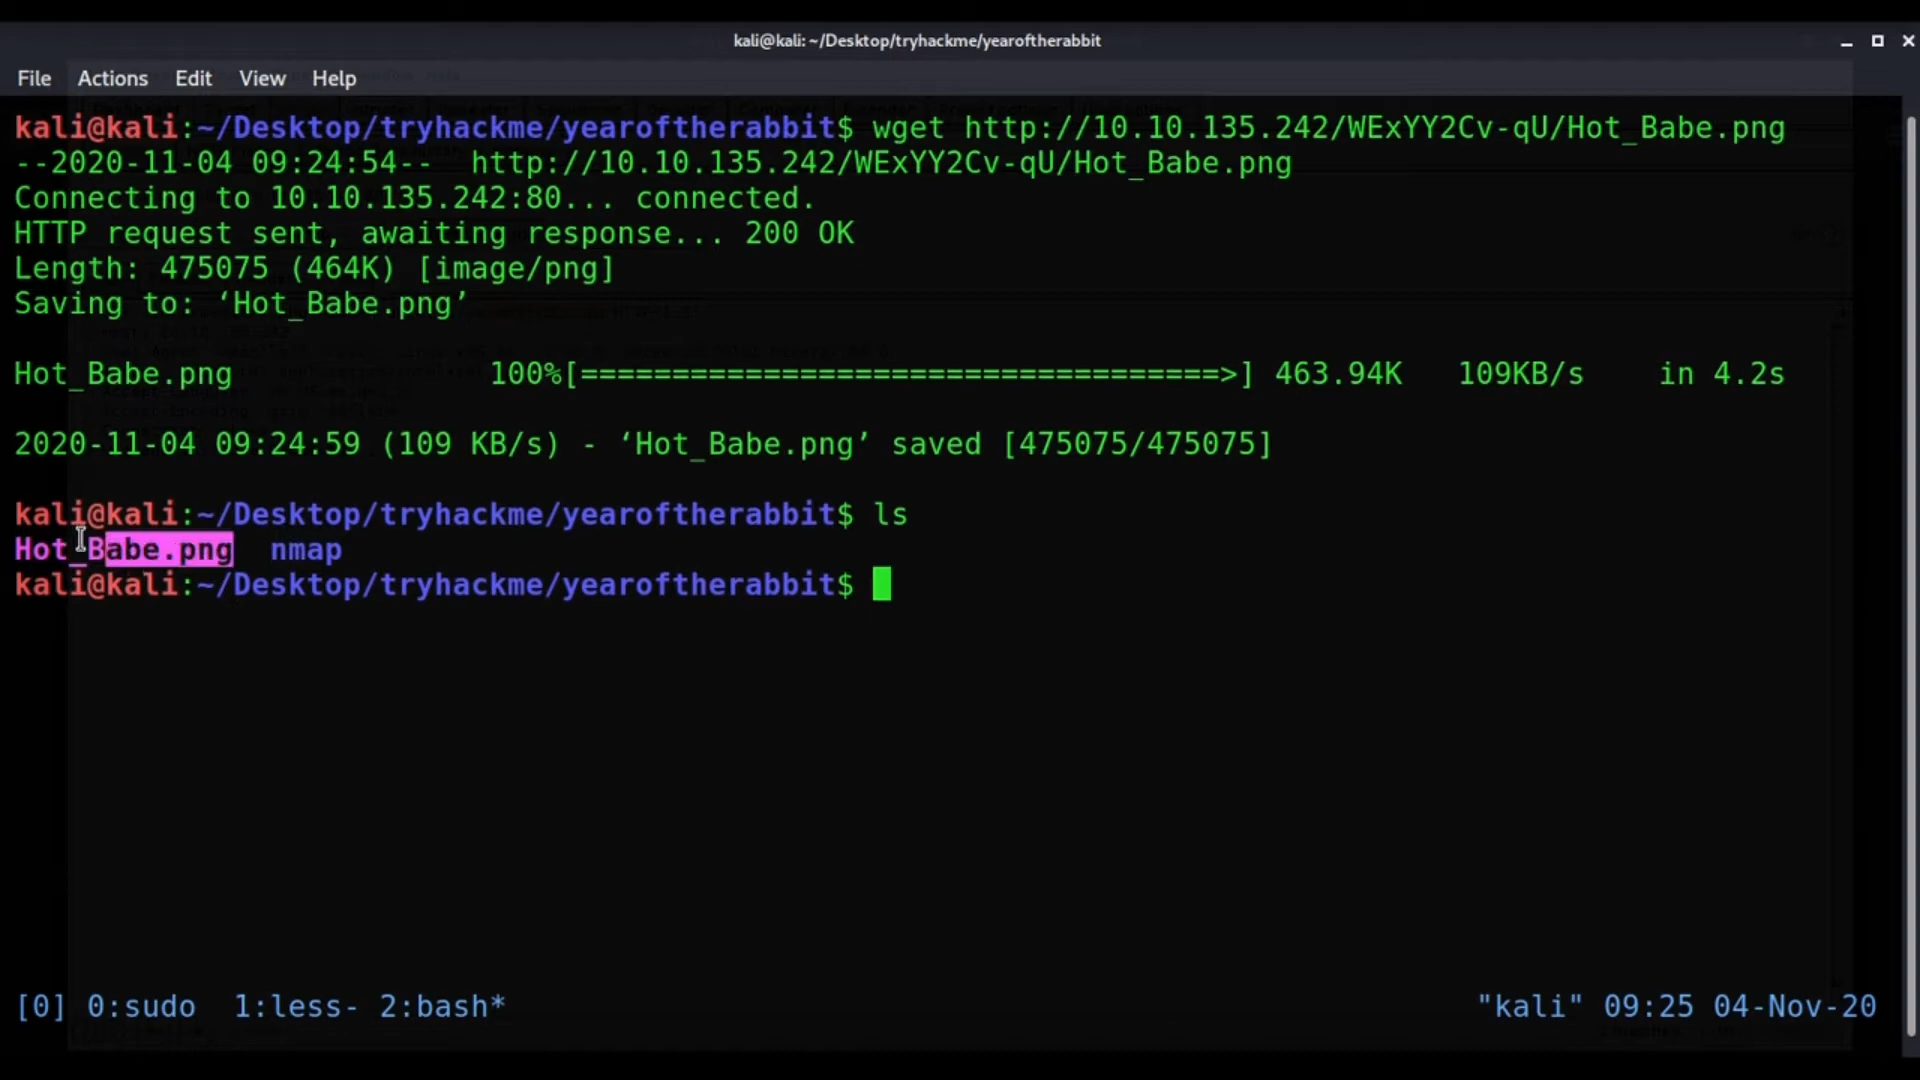 kali@kali: ~/Desktop/tryhackme/yearoftherabbit
File Actions Edit View Help
kali@kali:~/Desktop/tryhackme/yearoftherabbit$ wget http://10.10.135.242/WExYY2Cv-qU/Hot_Babe.png
--2020-11-04 09:24:54--  http://10.10.135.242/WExYY2Cv-qU/Hot_Babe.png
Connecting to 10.10.135.242:80... connected.
HTTP request sent, awaiting response... 200 OK
Length: 475075 (464K) [image/png]
Saving to: ‘Hot_Babe.png’
Hot_Babe.png 100%[===================================>] 463.94K 109KB/s in 4.2s
2020-11-04 09:24:59 (109 KB/s) - ‘Hot_Babe.png’ saved [475075/475075]
kali@kali:~/Desktop/tryhackme/yearoftherabbit$ ls
Hot_Babe.png nmap
kali@kali:~/Desktop/tryhackme/yearoftherabbit$
[0] 0:sudo 1:less- 2:bash* "kali" 09:25 04-Nov-20